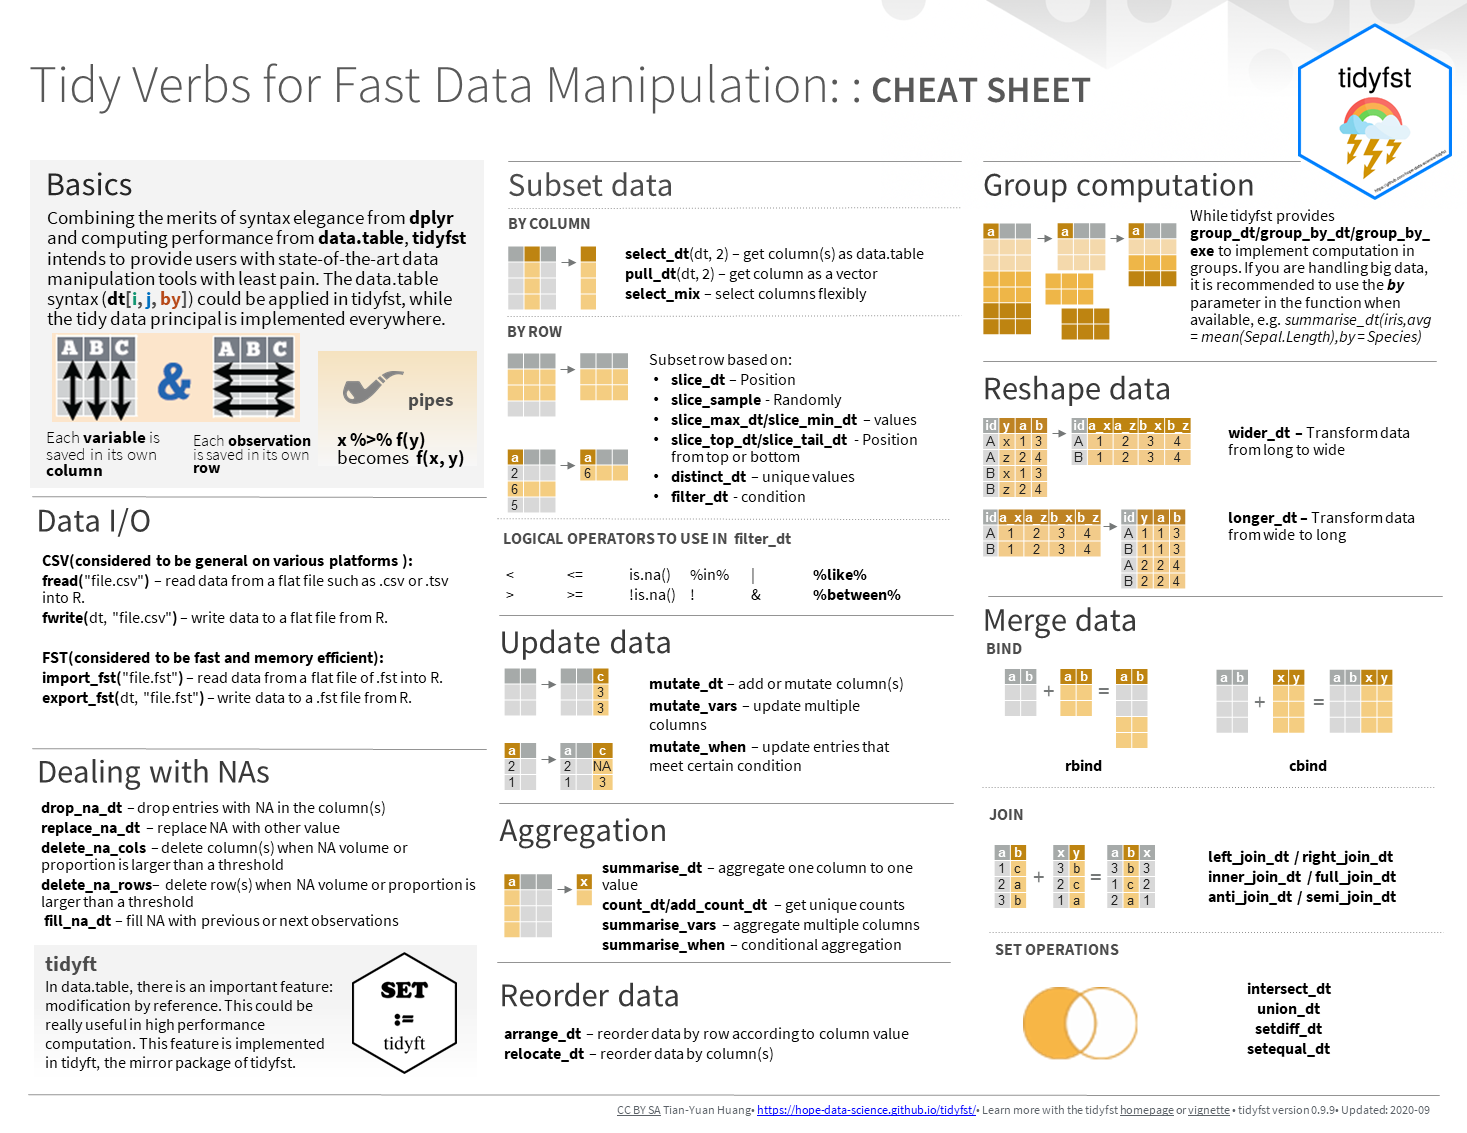 Tidy Verbs for Fast Data Manipulation: : CHEAT SHEET
tidyfst
https://github.com/hope-data-science/tidyfst
Basics
Combining the merits of syntax elegance from dplyr
and computing performance from data.table, tidyfst
intends to provide users with state-of-the-art data
manipulation tools with least pain. The data.table
syntax (dt[i, j, by]) could be applied in tidyfst, while
the tidy data principal is implemented everywhere.
A B C
&
A B C
Each variable is
saved in its own
column
Each observation
is saved in its own
row
pipes
x %>% f(y)
becomes f(x, y)
Data I/O
CSV(considered to be general on various platforms ):
fread("file.csv") – read data from a flat file such as .csv or .tsv
into R.
fwrite(dt, "file.csv") – write data to a flat file from R.
FST(considered to be fast and memory efficient):
import_fst("file.fst") – read data from a flat file of .fst into R.
export_fst(dt, "file.fst") – write data to a .fst file from R.
Dealing with NAs
drop_na_dt – drop entries with NA in the column(s)
replace_na_dt – replace NA with other value
delete_na_cols – delete column(s) when NA volume or
proportion is larger than a threshold
delete_na_rows– delete row(s) when NA volume or proportion is
larger than a threshold
fill_na_dt – fill NA with previous or next observations
tidyft
In data.table, there is an important feature:
modification by reference. This could be
really useful in high performance
computation. This feature is implemented
in tidyft, the mirror package of tidyfst.
SET
:=
tidyft
Subset data
BY COLUMN
select_dt(dt, 2) – get column(s) as data.table
pull_dt(dt, 2) – get column as a vector
select_mix – select columns flexibly
BY ROW
Subset row based on:
• slice_dt – Position
• slice_sample - Randomly
• slice_max_dt/slice_min_dt – values
• slice_top_dt/slice_tail_dt - Position
from top or bottom
• distinct_dt – unique values
• filter_dt - condition
a
2
6
5
a
6
LOGICAL OPERATORS TO USE IN filter_dt
< <= is.na() %in% | %like%
> >= !is.na() ! & %between%
Update data
c
3
3
a
2
1
a c
2 NA
1 3
mutate_dt – add or mutate column(s)
mutate_vars – update multiple
columns
mutate_when – update entries that
meet certain condition
Aggregation
a
x
summarise_dt – aggregate one column to one
value
count_dt/add_count_dt – get unique counts
summarise_vars – aggregate multiple columns
summarise_when – conditional aggregation
Reorder data
arrange_dt – reorder data by row according to column value
relocate_dt – reorder data by column(s)
Group computation
a
a
a
While tidyfst provides
group_dt/group_by_dt/group_by_
exe to implement computation in
groups. If you are handling big data,
it is recommended to use the by
parameter in the function when
available, e.g. summarise_dt(iris,avg
= mean(Sepal.Length),by = Species)
Reshape data
id y a b
A x 1 3
A z 2 4
B x 1 3
B z 2 4
id a_x a_z b_x b_z
A 1 2 3 4
B 1 2 3 4
wider_dt – Transform data
from long to wide
id a_x a_z b_x b_z
A 1 2 3 4
B 1 2 3 4
id y a b
A 1 1 3
B 1 1 3
A 2 2 4
B 2 2 4
longer_dt – Transform data
from wide to long
Merge data
BIND
a b + a b = a b
rbind
a b + x y = a b x y
cbind
JOIN
a b x y a b x
1 c 3 b 3 b 3
2 a + 2 c = 1 c 2
3 b 1 a 2 a 1
left_join_dt / right_join_dt
inner_join_dt / full_join_dt
anti_join_dt / semi_join_dt
SET OPERATIONS
intersect_dt
union_dt
setdiff_dt
setequal_dt
CC BY SA Tian-Yuan Huang• https://hope-data-science.github.io/tidyfst/• Learn more with the tidyfst homepage or vignette • tidyfst version 0.9.9• Updated: 2020-09